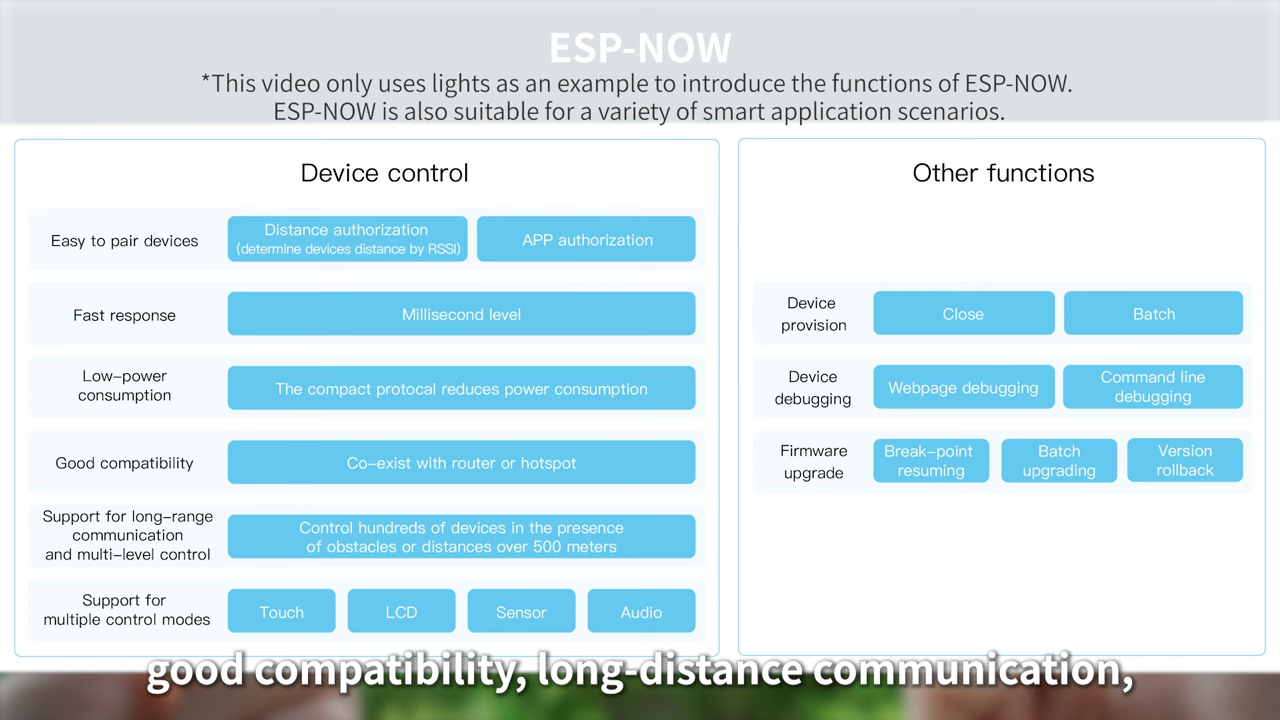 ESP-NOW
*This video only uses lights as an example to introduce the functions of ESP-NOW.
ESP-NOW is also suitable for a variety of smart application scenarios.
Device control
Easy to pair devices
Distance authorization
(determine devices distance by RSSI)
APP authorization
Fast response
Millisecond level
Low-power
consumption
The compact protocal reduces power consumption
Good compatibility
Co-exist with router or hotspot
Support for long-range
communication
and multi-level control
Control hundreds of devices in the presence
of obstacles or distances over 500 meters
Support for
multiple control modes
Touch
LCD
Sensor
Audio
Other functions
Device
provision
Close
Batch
Device
debugging
Webpage debugging
Command line
debugging
Firmware
upgrade
Break-point
resuming
Batch
upgrading
Version
rollback
good compatibility, long-distance communication,